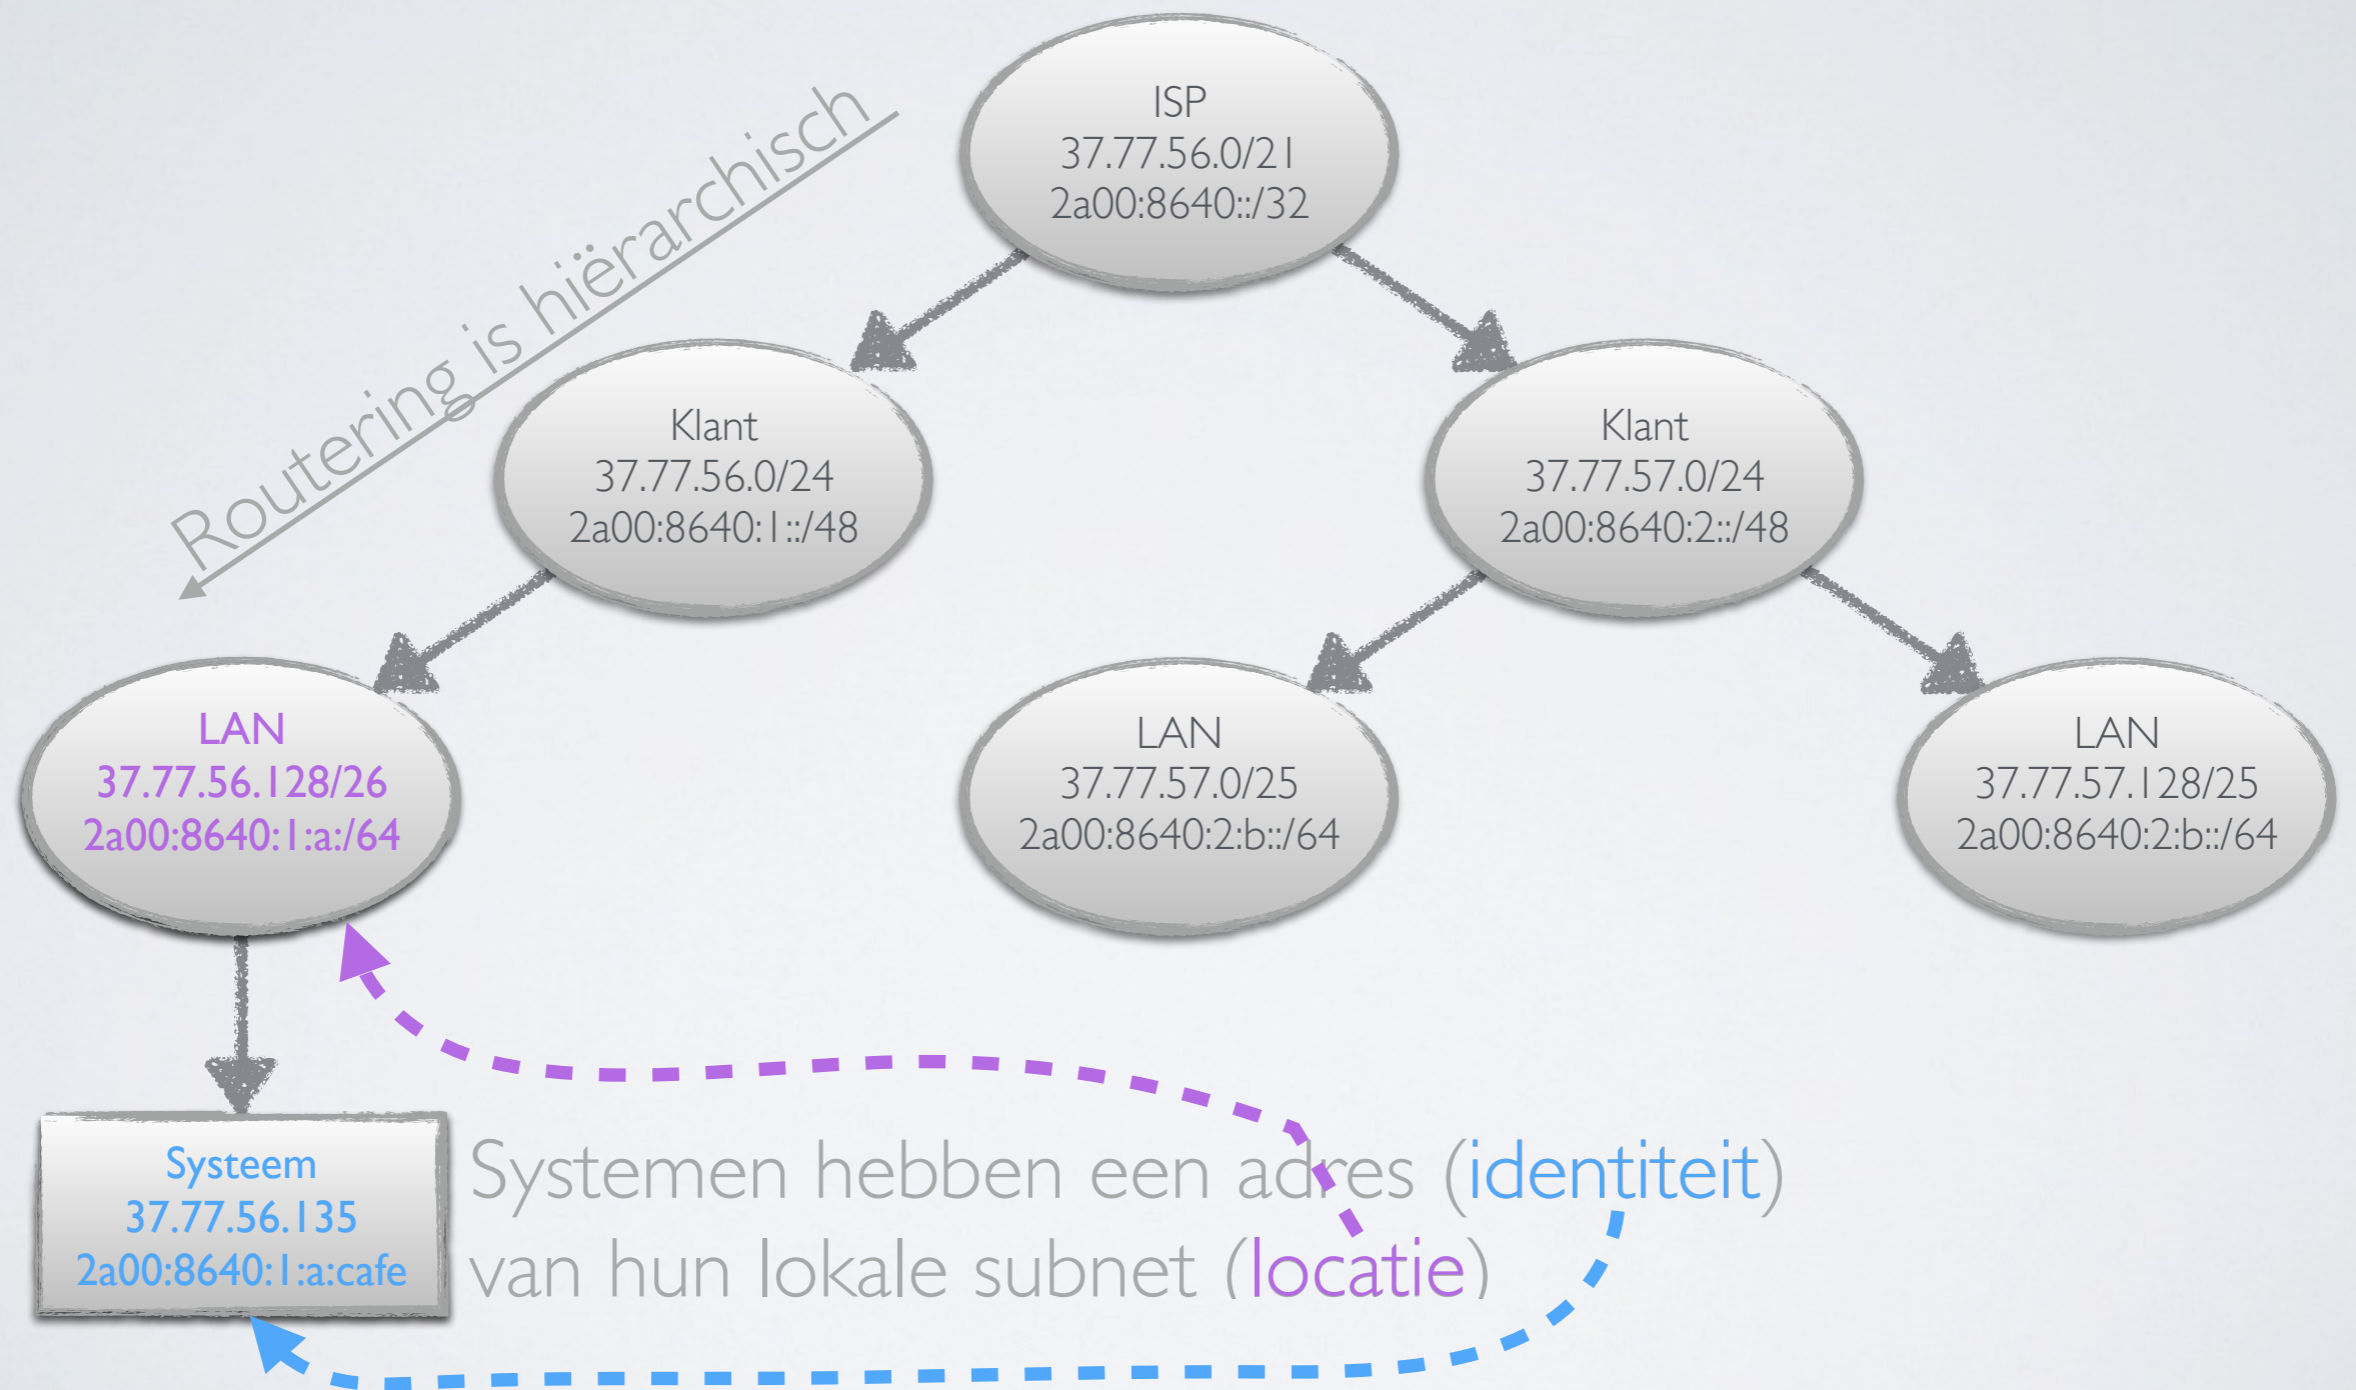 ISP
37.77.56.0/21
2a00:8640::/32
Routering is hiërarchisch
Klant
37.77.56.0/24
2a00:8640:1::/48
Klant
37.77.57.0/24
2a00:8640:2::/48
LAN
37.77.56.128/26
2a00:8640:1:a:/64
LAN
37.77.57.0/25
2a00:8640:2:b::/64
LAN
37.77.57.128/25
2a00:8640:2:b::/64
Systeem
37.77.56.135
2a00:8640:1:a:cafe
Systemen hebben een adres (identiteit)
van hun lokale subnet (locatie)